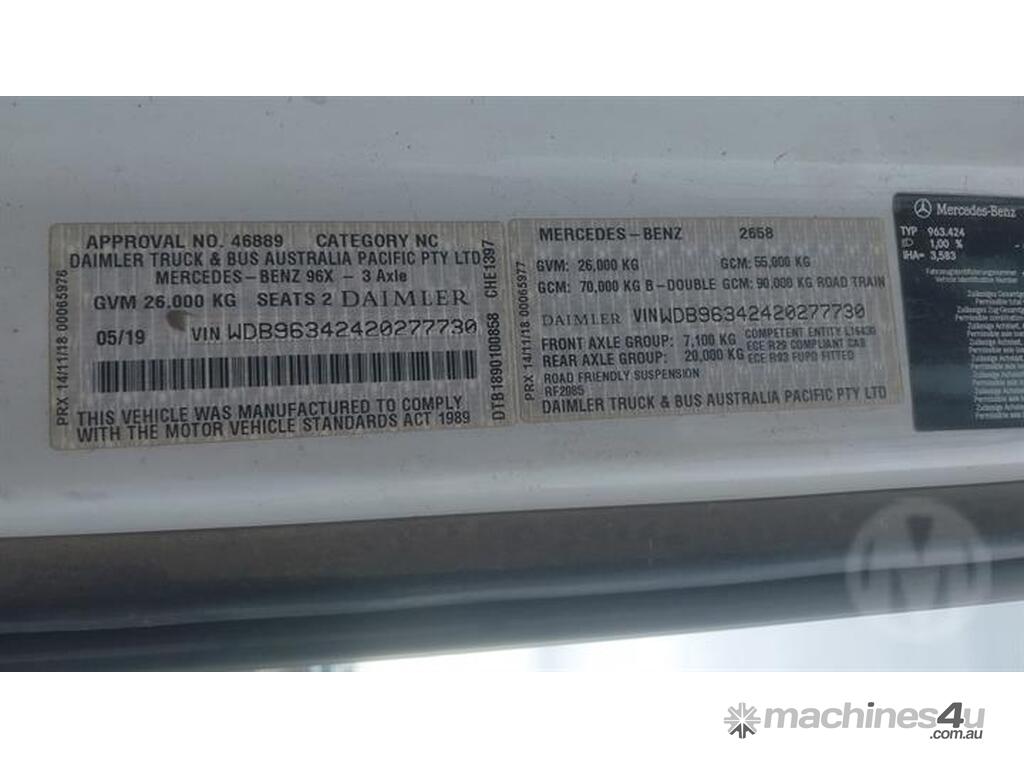 APPROVAL NO. 46889 CATEGORY NC
DAIMLER TRUCK & BUS AUSTRALIA PACIFIC PTY LTD
MERCEDES-BENZ 96X - 3 Axle
GVM 26,000 KG SEATS 2 DAIMLER
05/19 VIN WDB96342420277730
THIS VEHICLE WAS MANUFACTURED TO COMPLY
WITH THE MOTOR VEHICLE STANDARDS ACT 1989
PRX 14/11/18 00065978
DTB1890100858 CHE1397
MERCEDES-BENZ 2658
GVM: 26,000 KG GCM: 55,000 KG
GCM: 70,000 KG B-DOUBLE GCM: 90,000 KG ROAD TRAIN
DAIMLER VIN WDB96342420277730
FRONT AXLE GROUP: 7,100 KG COMPETENT ENTITY L16430
REAR AXLE GROUP: 20,000 KG ECE R29 COMPLIANT CAB
ECE R93 FUPD FITTED
ROAD FRIENDLY SUSPENSION
RF2085
DAIMLER TRUCK & BUS AUSTRALIA PACIFIC PTY LTD
PRX 14/11/18 00065977
Mercedes-Benz
TYP 963.424
1,00 %
IHA= 3,583
machines4u
.com.au